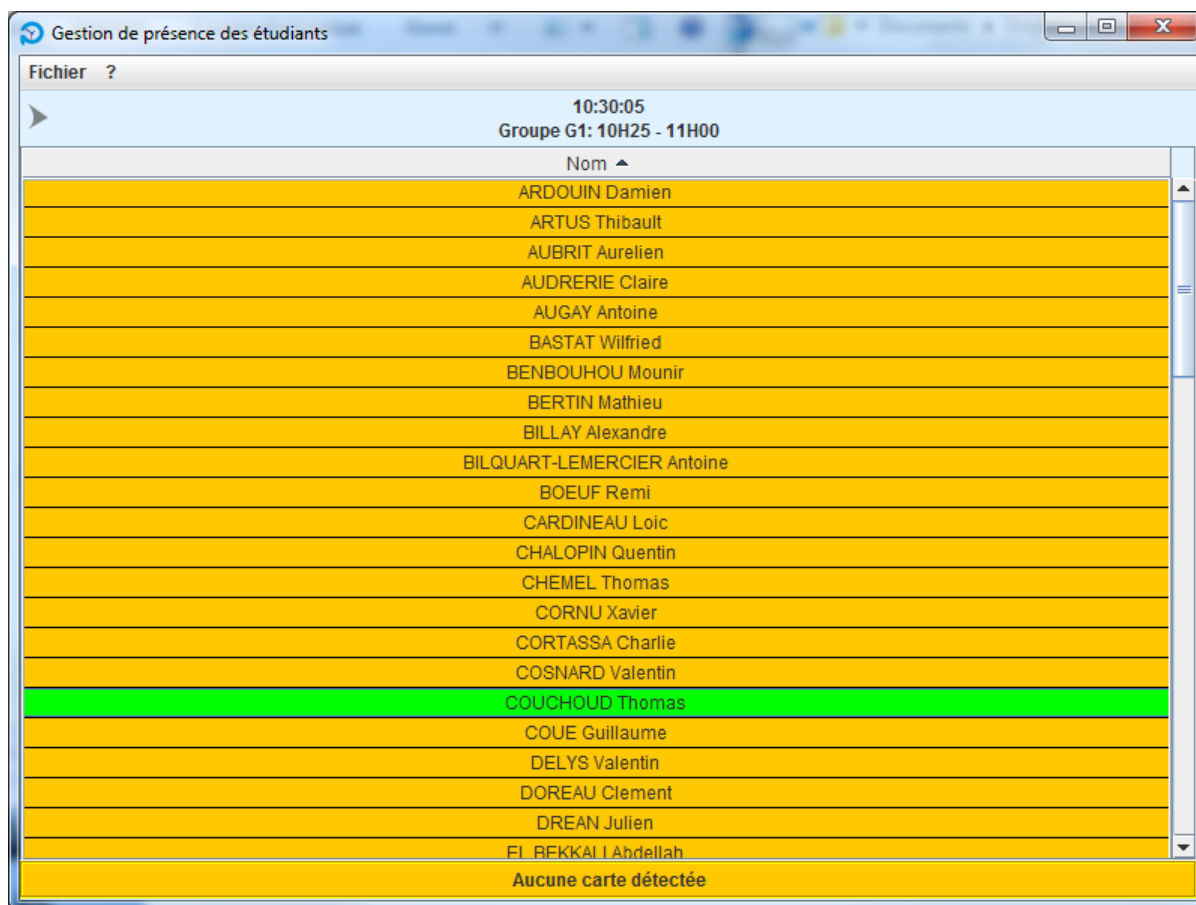 Gestion de présence des étudiants
Fichier ?
10:30:05
Groupe G1: 10H25 - 11H00
Nom
ARDOUIN Damien
ARTUS Thibault
AUBRIT Aurelien
AUDRERIE Claire
AUGAY Antoine
BASTAT Wilfried
BENBOUHOU Mounir
BERTIN Mathieu
BILLAY Alexandre
BILQUART-LEMERCIER Antoine
BOEUF Remi
CARDINEAU Loic
CHALOPIN Quentin
CHEMEL Thomas
CORNU Xavier
CORTASSA Charlie
COSNARD Valentin
COUCHOUD Thomas
COUE Guillaume
DELYS Valentin
DOREAU Clement
DREAN Julien
EL BEKKALI Abdellah
Aucune carte détectée